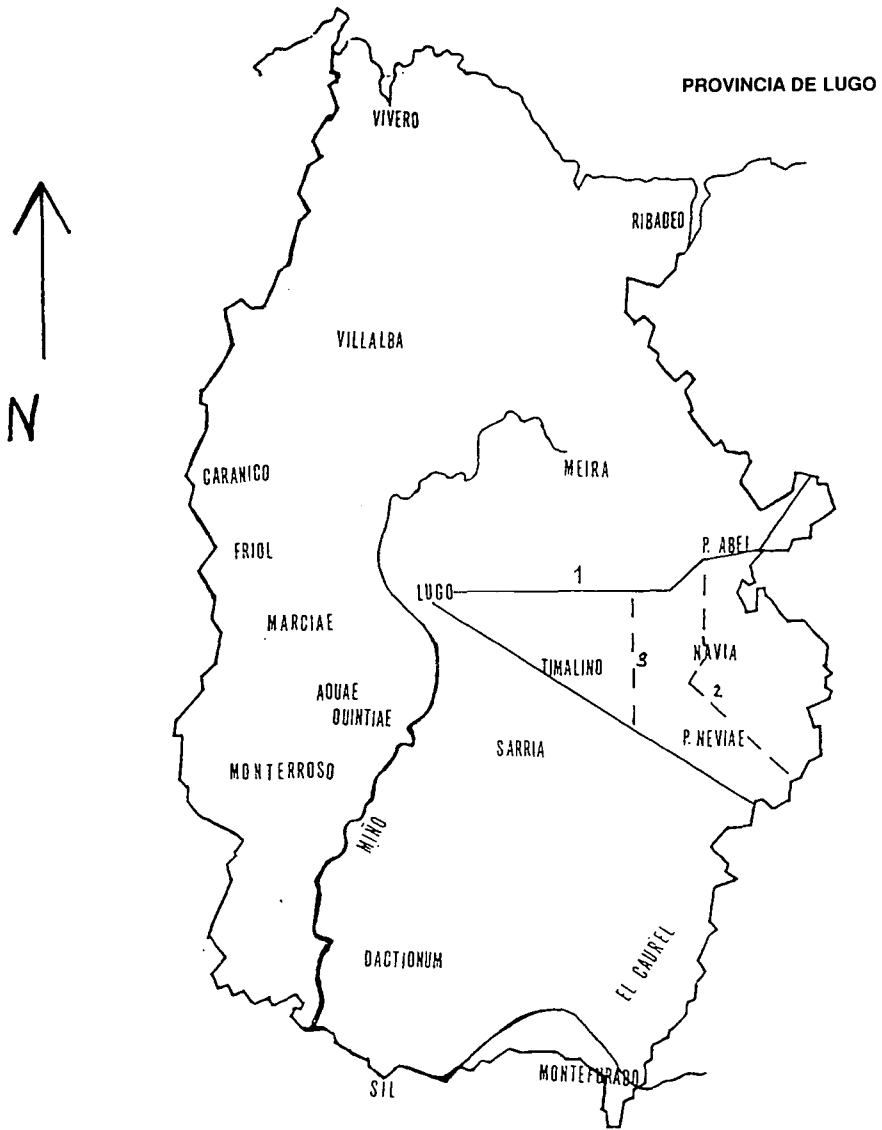 PROVINCIA DE LUGO
VIVERO
RIBADEO
VILLALBA
N
CARANICO
MEIRA
FRIOL
P. ABEL
1
LUGO
MARCIAE
TIMALINO
3
NAVIA
2
AQUAE
QUINTIAE
SARRIA
P. NEVIAE
MONTERROSO
MIÑO
DACTIONUM
EL CAUREL
MONTEFURADO
SIL